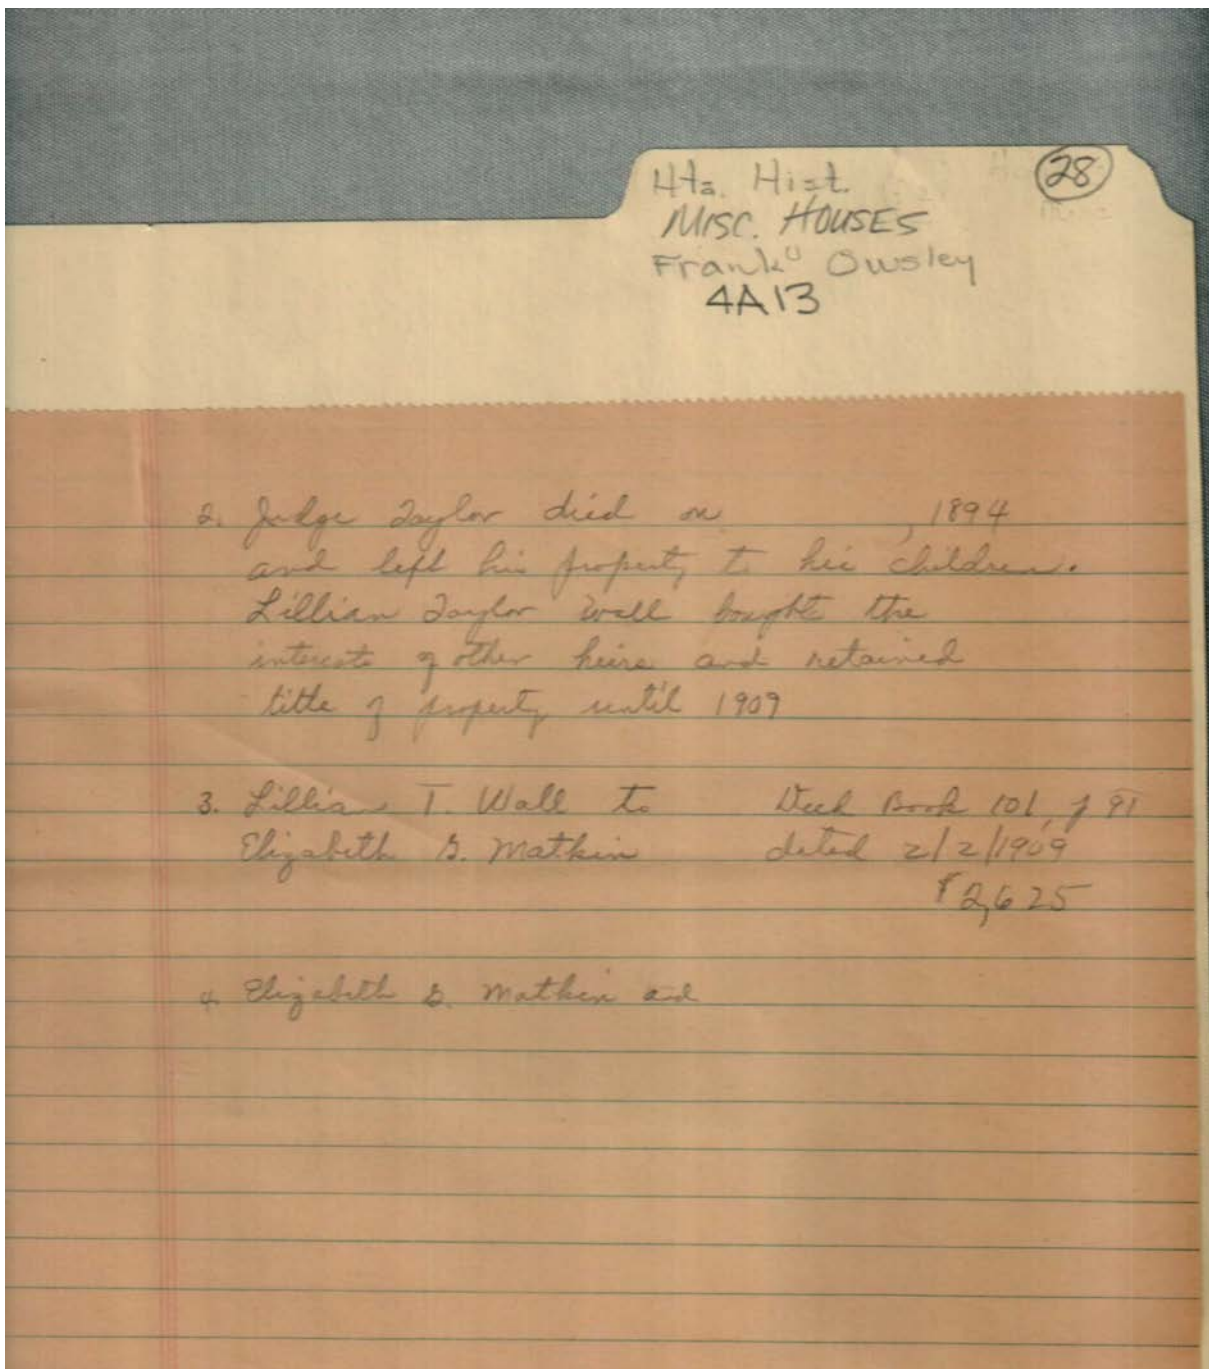 Hts. Hist.
28
MISC. HOUSES
Frank Owsley
4A13
2. Judge Taylor died on , 1894
and left his property to his children.
Lillian Taylor Wall bought the
interests of other heirs and retained
title of property until 1909
3. Lillian T. Wall to Deed Book 101, p 91
Elizabeth G. Matkin dated 2/2/1909
$2,625
4. Elizabeth G. Matkin and